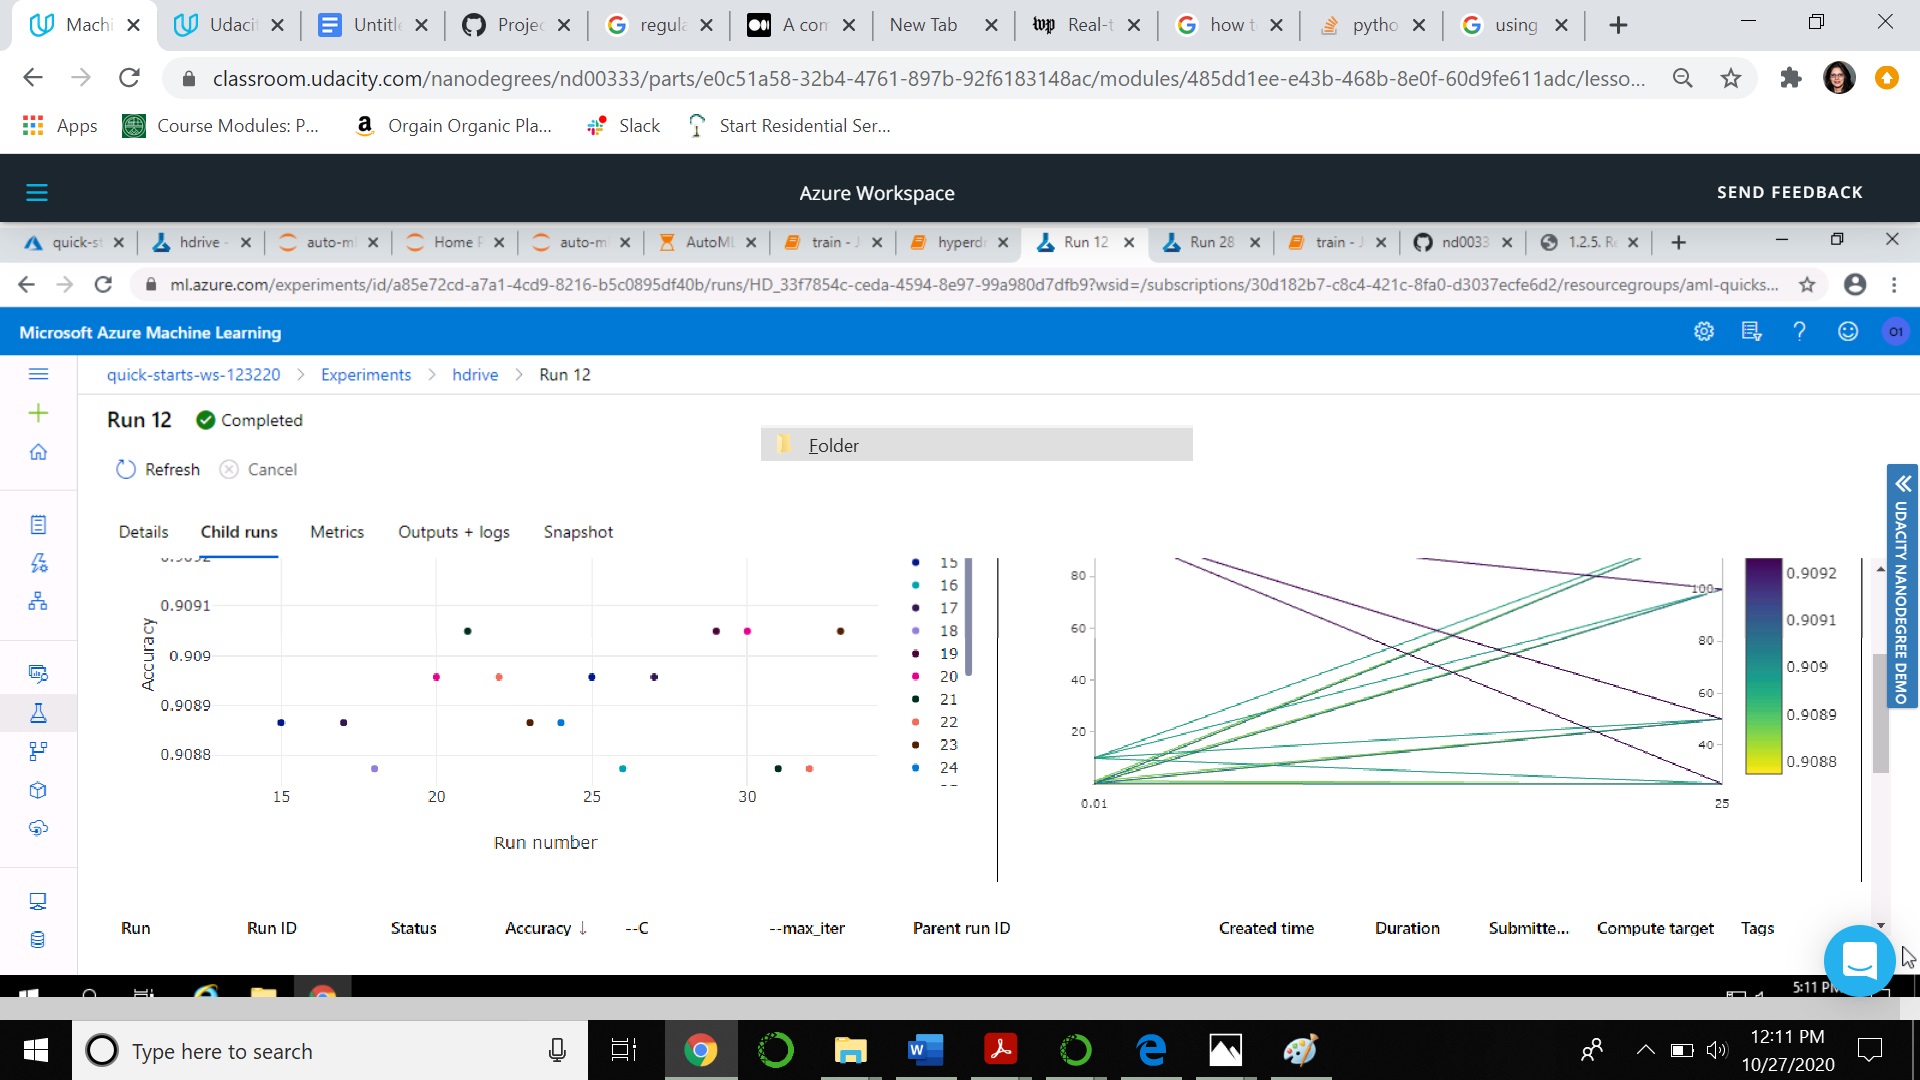 Machi
Udacit
Untitle
Projec
regula
A com
New Tab
Real-t
how t
pytho
using
classroom.udacity.com/nanodegrees/nd00333/parts/e0c51a58-32b4-4761-897b-92f6183148ac/modules/485dd1ee-e43b-468b-8e0f-60d9fe611adc/lesso...
Apps
Course Modules: P...
Orgain Organic Pla...
Slack
Start Residential Ser...
Azure Workspace
SEND FEEDBACK
quick-st
hdrive -
auto-m
Home P
auto-m
AutoML
train - J
hyperdr
Run 12
Run 28
train - J
nd0033
1.2.5. Re
ml.azure.com/experiments/id/a85e72cd-a7a1-4cd9-8216-b5c0895df40b/runs/HD_33f7854c-ceda-4594-8e97-99a980d7dfb9?wsid=/subscriptions/30d182b7-c8c4-421c-8fa0-d3037ecfe6d2/resourcegroups/aml-quicks...
Microsoft Azure Machine Learning
O1
quick-starts-ws-123220 > Experiments > hdrive > Run 12
Run 12 Completed
Folder
Refresh Cancel
Details Child runs Metrics Outputs + logs Snapshot
0.9091
0.909
0.9089
0.9088
Accuracy
15 20 25 30
Run number
15
16
17
18
19
20
21
22
23
24
80
60
40
20
0.01
25
100
80
60
40
0.9092
0.9091
0.909
0.9089
0.9088
UDACITY NANODEGREE DEMO
Run Run ID Status Accuracy ↓ --C --max_iter Parent run ID Created time Duration Submitte... Compute target Tags
5:11 PM
Type here to search
12:11 PM
10/27/2020